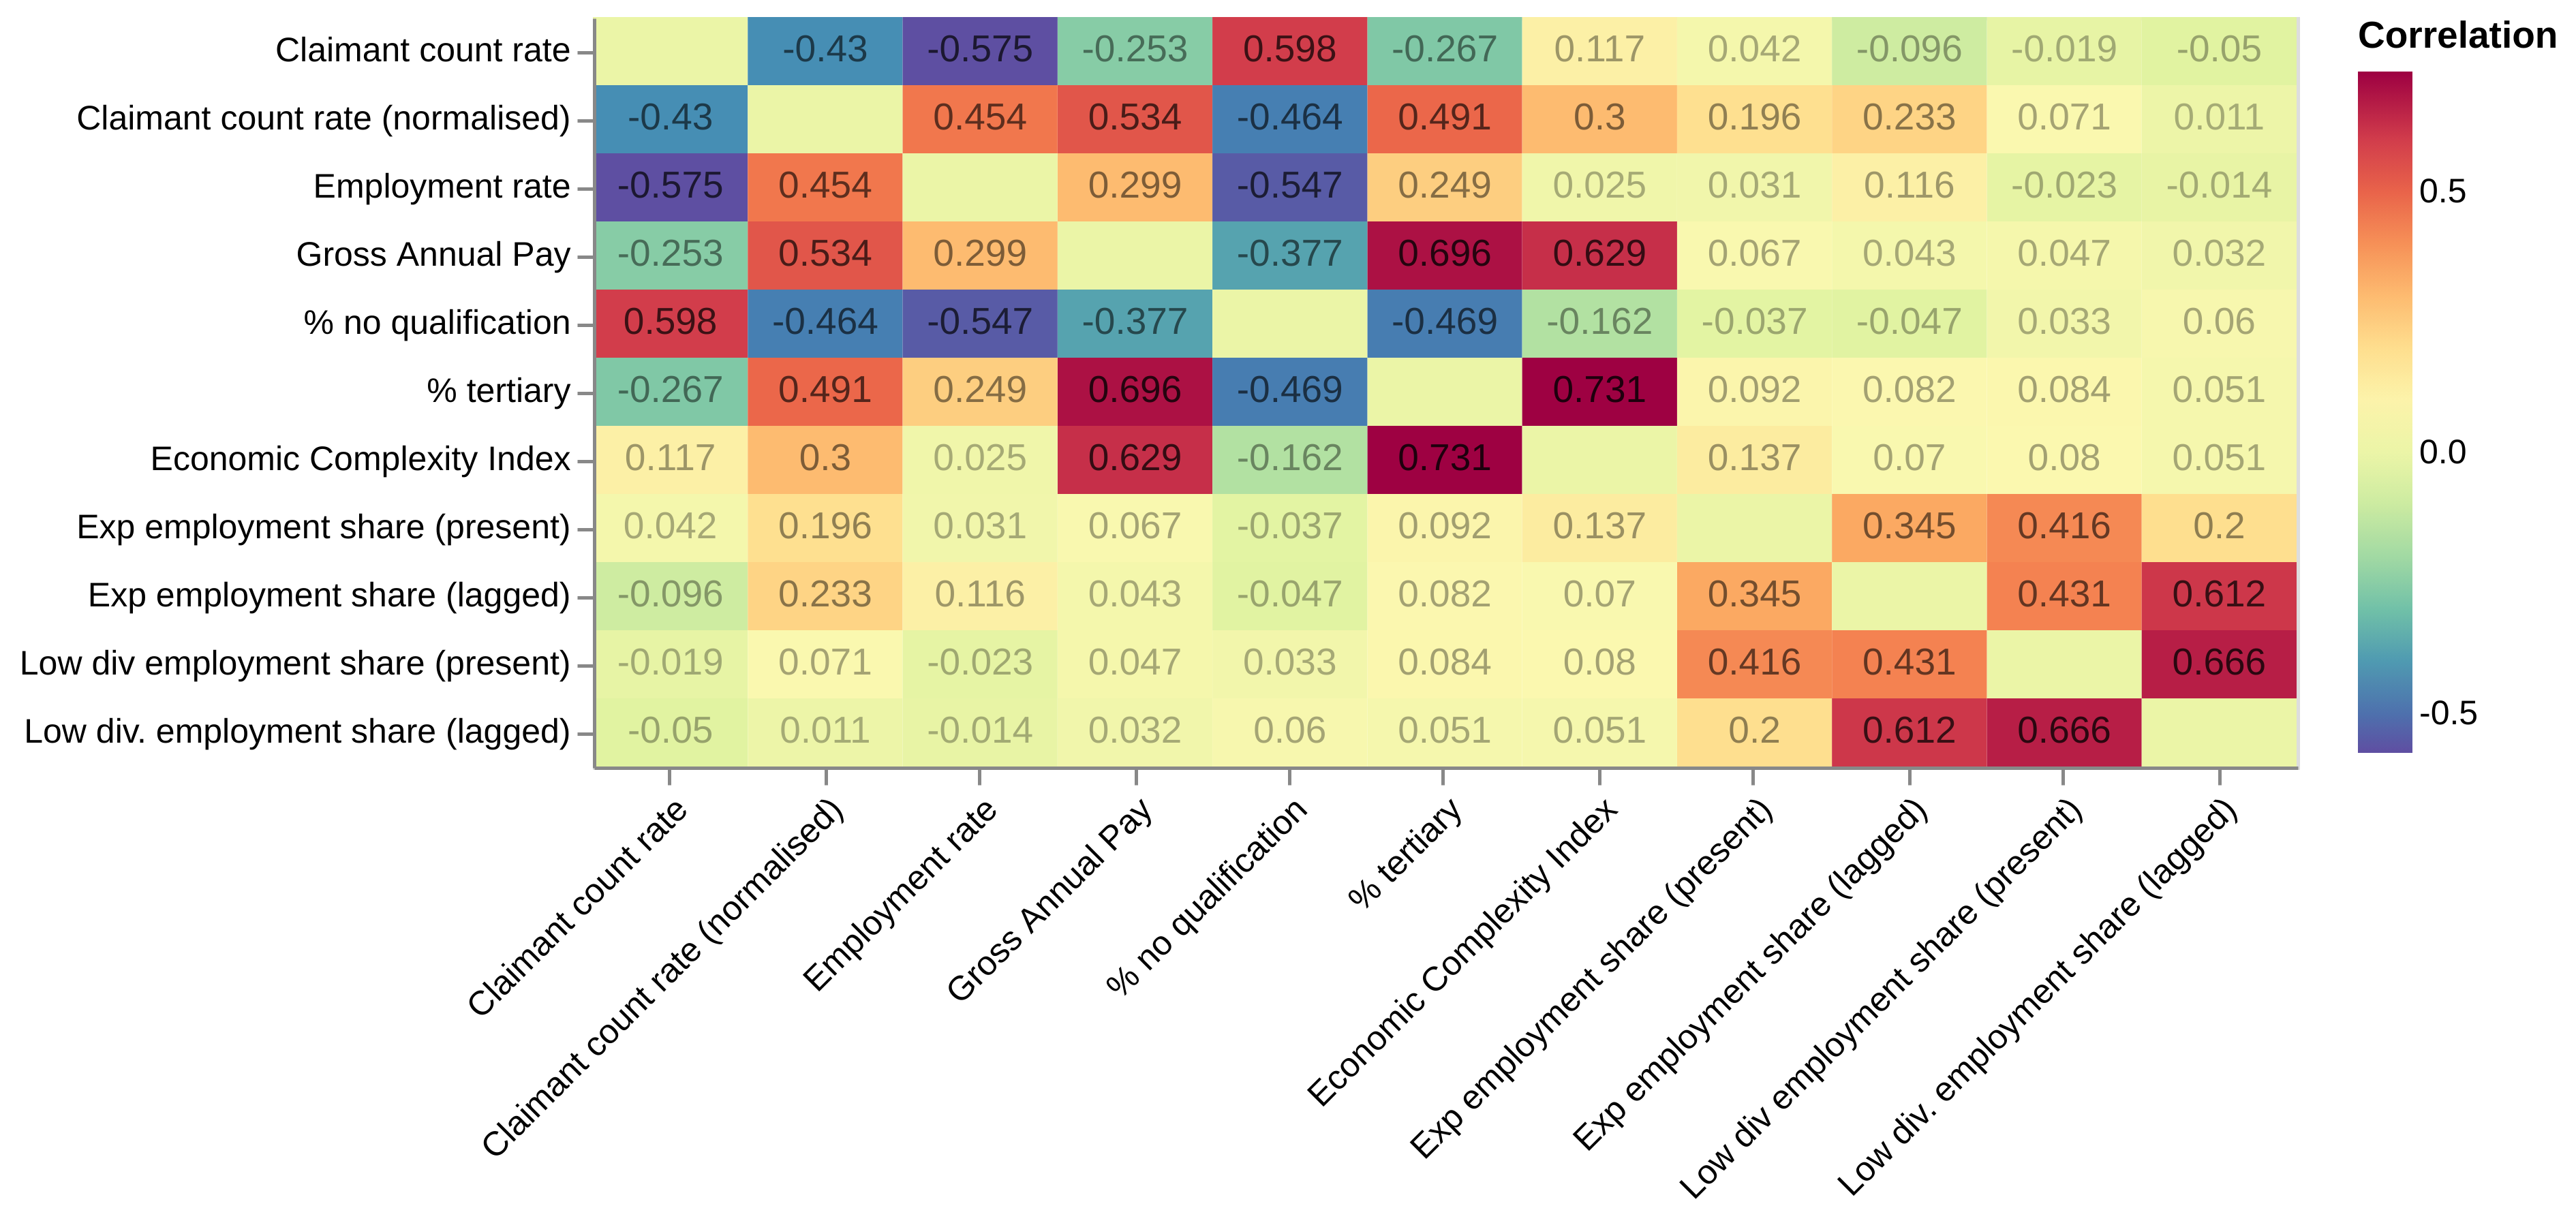 Correlation
Claimant count rate -0.43 -0.575 -0.253 0.598 -0.267 0.117 0.042 -0.096 -0.019 -0.05
Claimant count rate (normalised) -0.43 0.454 0.534 -0.464 0.491 0.3 0.196 0.233 0.071 0.011
Employment rate -0.575 0.454 0.299 -0.547 0.249 0.025 0.031 0.116 -0.023 -0.014
Gross Annual Pay -0.253 0.534 0.299 -0.377 0.696 0.629 0.067 0.043 0.047 0.032
% no qualification 0.598 -0.464 -0.547 -0.377 -0.469 -0.162 -0.037 -0.047 0.033 0.06
% tertiary -0.267 0.491 0.249 0.696 -0.469 0.731 0.092 0.082 0.084 0.051
Economic Complexity Index 0.117 0.3 0.025 0.629 -0.162 0.731 0.137 0.07 0.08 0.051
Exp employment share (present) 0.042 0.196 0.031 0.067 -0.037 0.092 0.137 0.345 0.416 0.2
Exp employment share (lagged) -0.096 0.233 0.116 0.043 -0.047 0.082 0.07 0.345 0.431 0.612
Low div employment share (present) -0.019 0.071 -0.023 0.047 0.033 0.084 0.08 0.416 0.431 0.666
Low div. employment share (lagged) -0.05 0.011 -0.014 0.032 0.06 0.051 0.051 0.2 0.612 0.666
0.5
0.0
-0.5
Claimant count rate
Claimant count rate (normalised)
Employment rate
Gross Annual Pay
% no qualification
% tertiary
Economic Complexity Index
Exp employment share (present)
Exp employment share (lagged)
Low div employment share (present)
Low div. employment share (lagged)